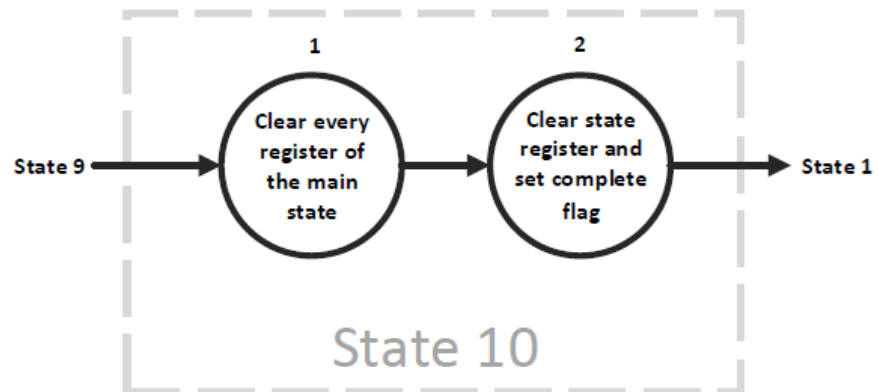 1
2
Clear every
register of
the main
state
Clear state
register and
set complete
flag
State 9
State 1
State 10